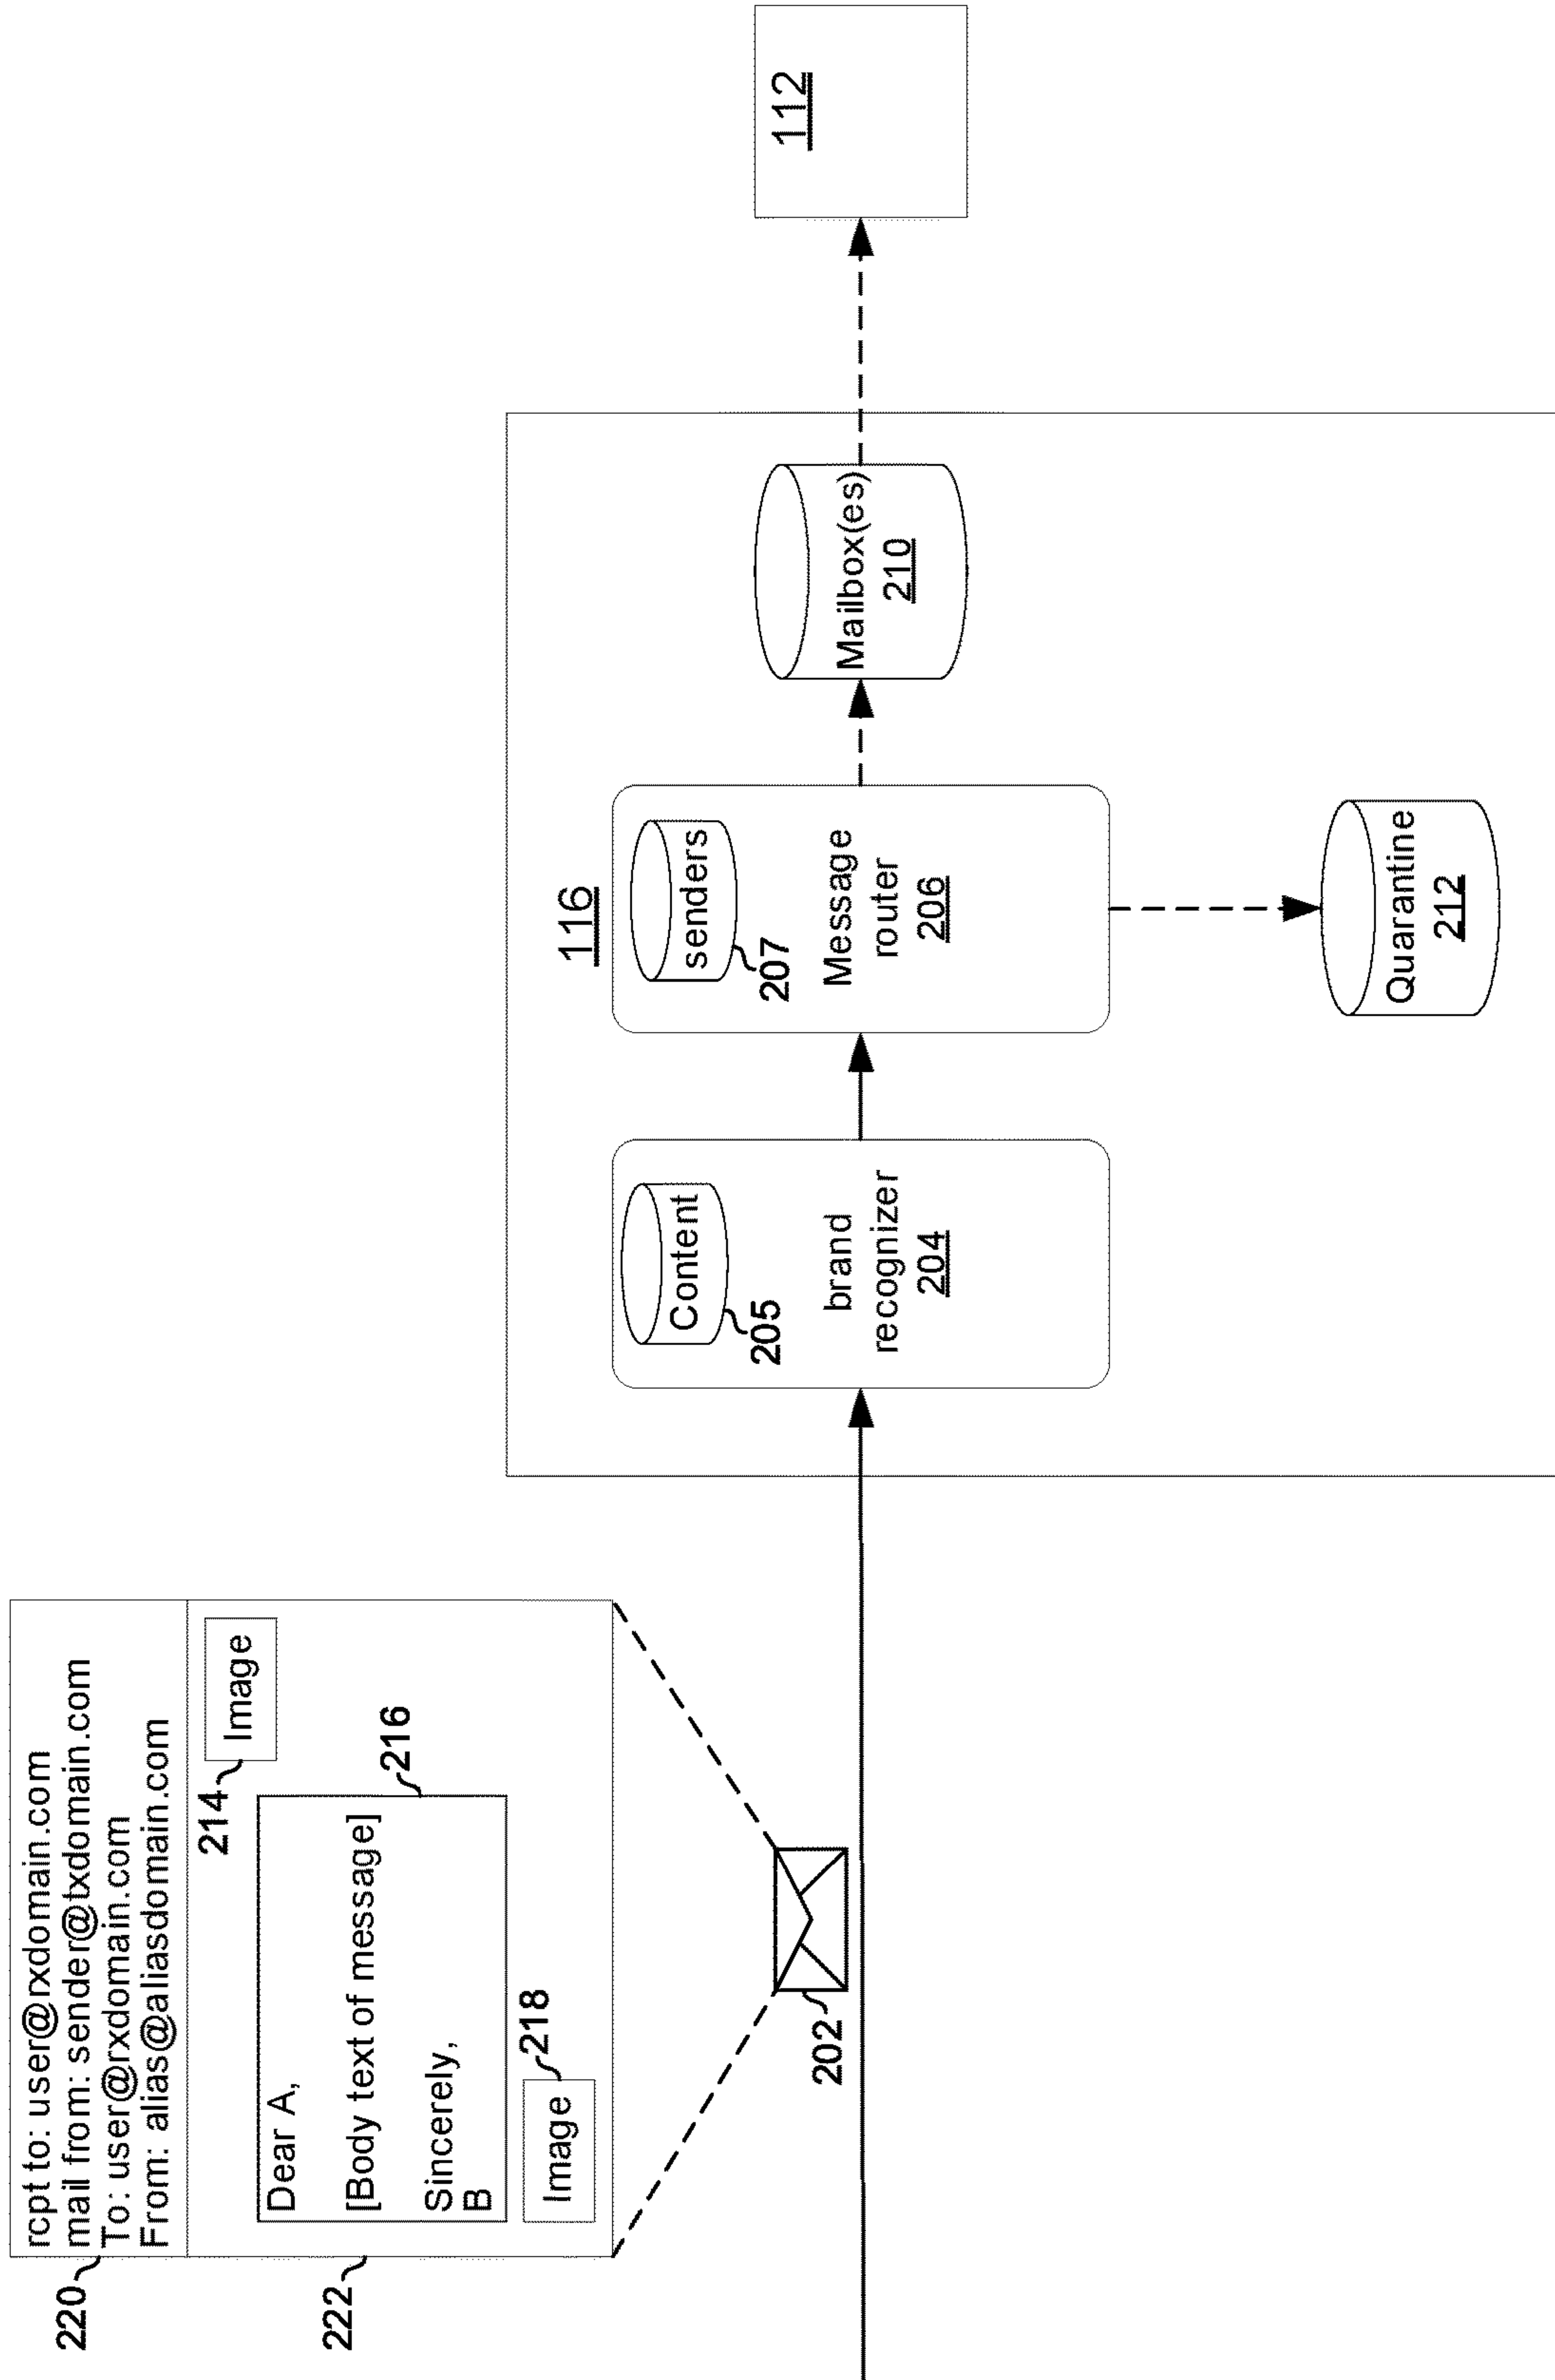 rcpt to: user@rxdomain.com
mail from: sender@txdomain.com
To: user@rxdomain.com
From: alias@aliasdomain.com
220
214
Image
Dear A,
[Body text of message]
Sincerely,
B
216
222
Image
218
202
116
Content
205
brand
recognizer
204
senders
207
Message
router
206
Mailbox(es)
210
Quarantine
212
112